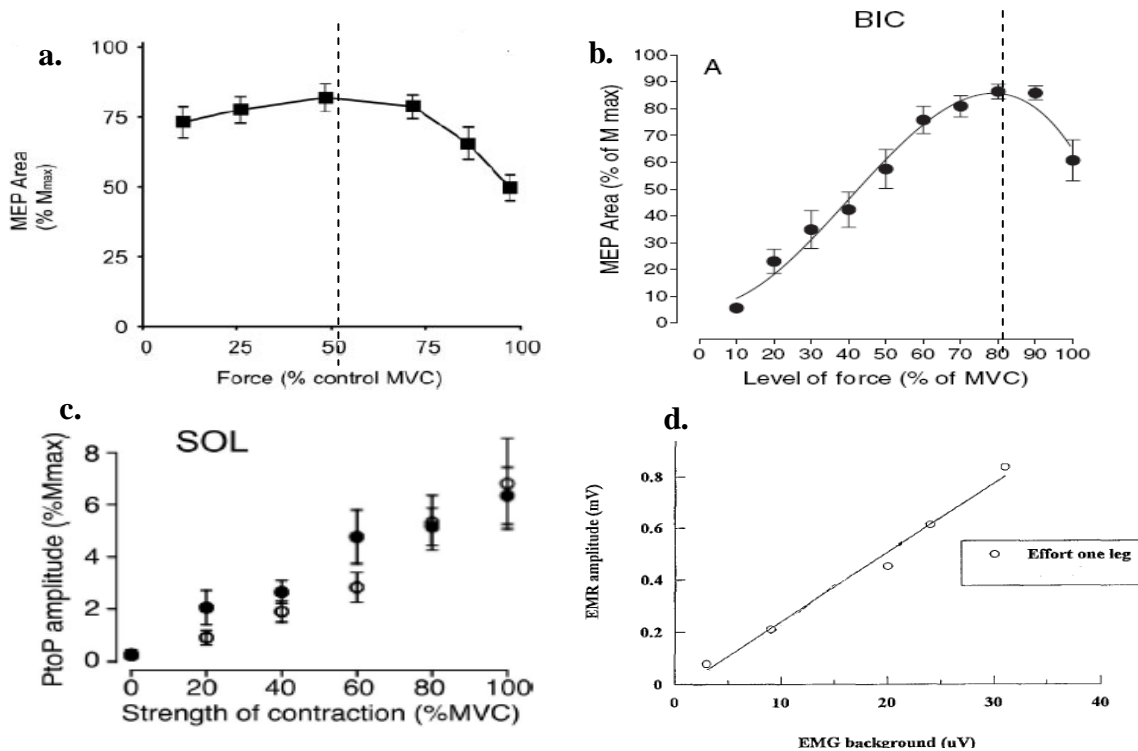 a.
100
75
50
25
0
MEP Area
(% Mmax)
0 25 50 75 100
Force (% control MVC)
BIC
b.
A
100
90
80
70
60
50
40
30
20
10
0
MEP Area (% of M max)
0 10 20 30 40 50 60 70 80 90 100
Level of force (% of MVC)
c.
SOL
8
6
4
2
0
PtoP amplitude (%Mmax)
0 20 40 60 80 100
Strength of contraction (%MVC)
d.
0.8
0.6
0.4
0.2
0
EMR amplitude (mV)
Effort one leg
0 10 20 30 40
EMG background (uV)